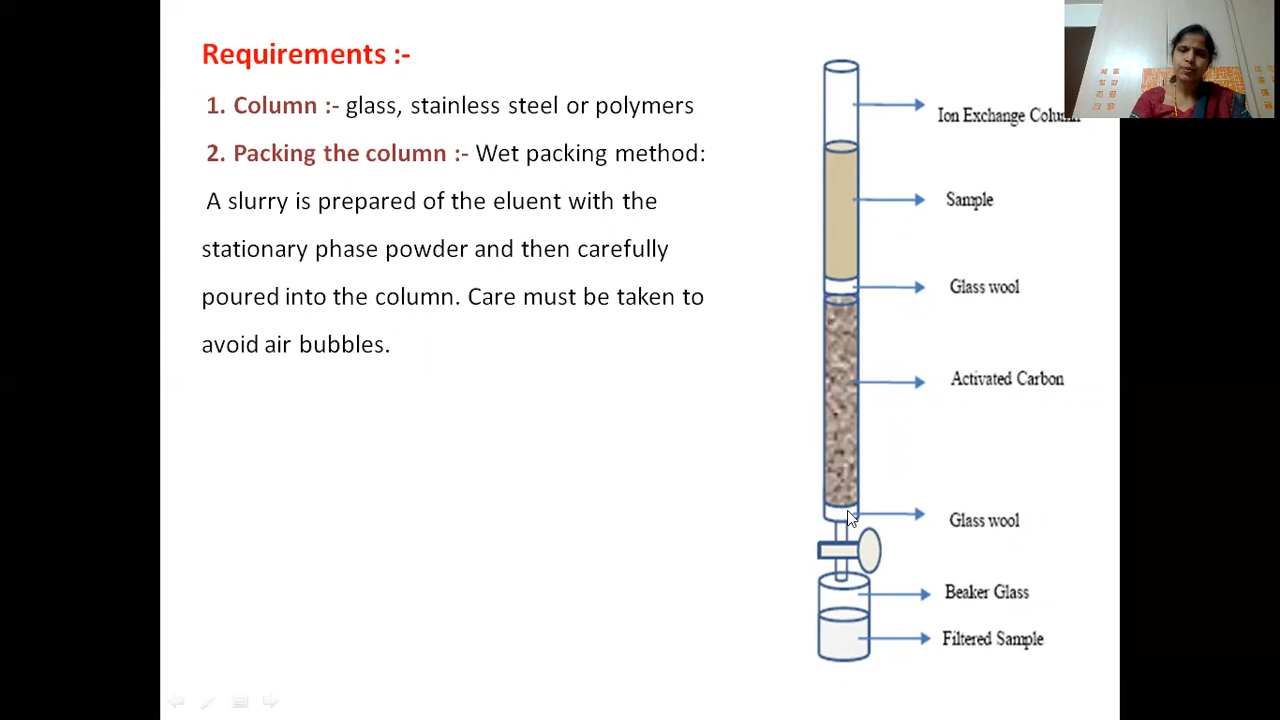 Requirements :-
1. Column :- glass, stainless steel or polymers
2. Packing the column :- Wet packing method:
A slurry is prepared of the eluent with the
stationary phase powder and then carefully
poured into the column. Care must be taken to
avoid air bubbles.
Ion Exchange Column
Sample
Glass wool
Activated Carbon
Glass wool
Beaker Glass
Filtered Sample